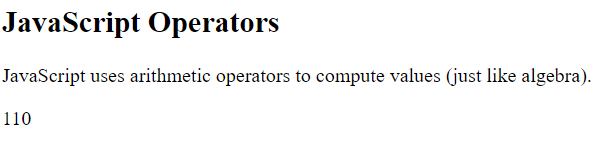 JavaScript Operators
JavaScript uses arithmetic operators to compute values (just like algebra).
110